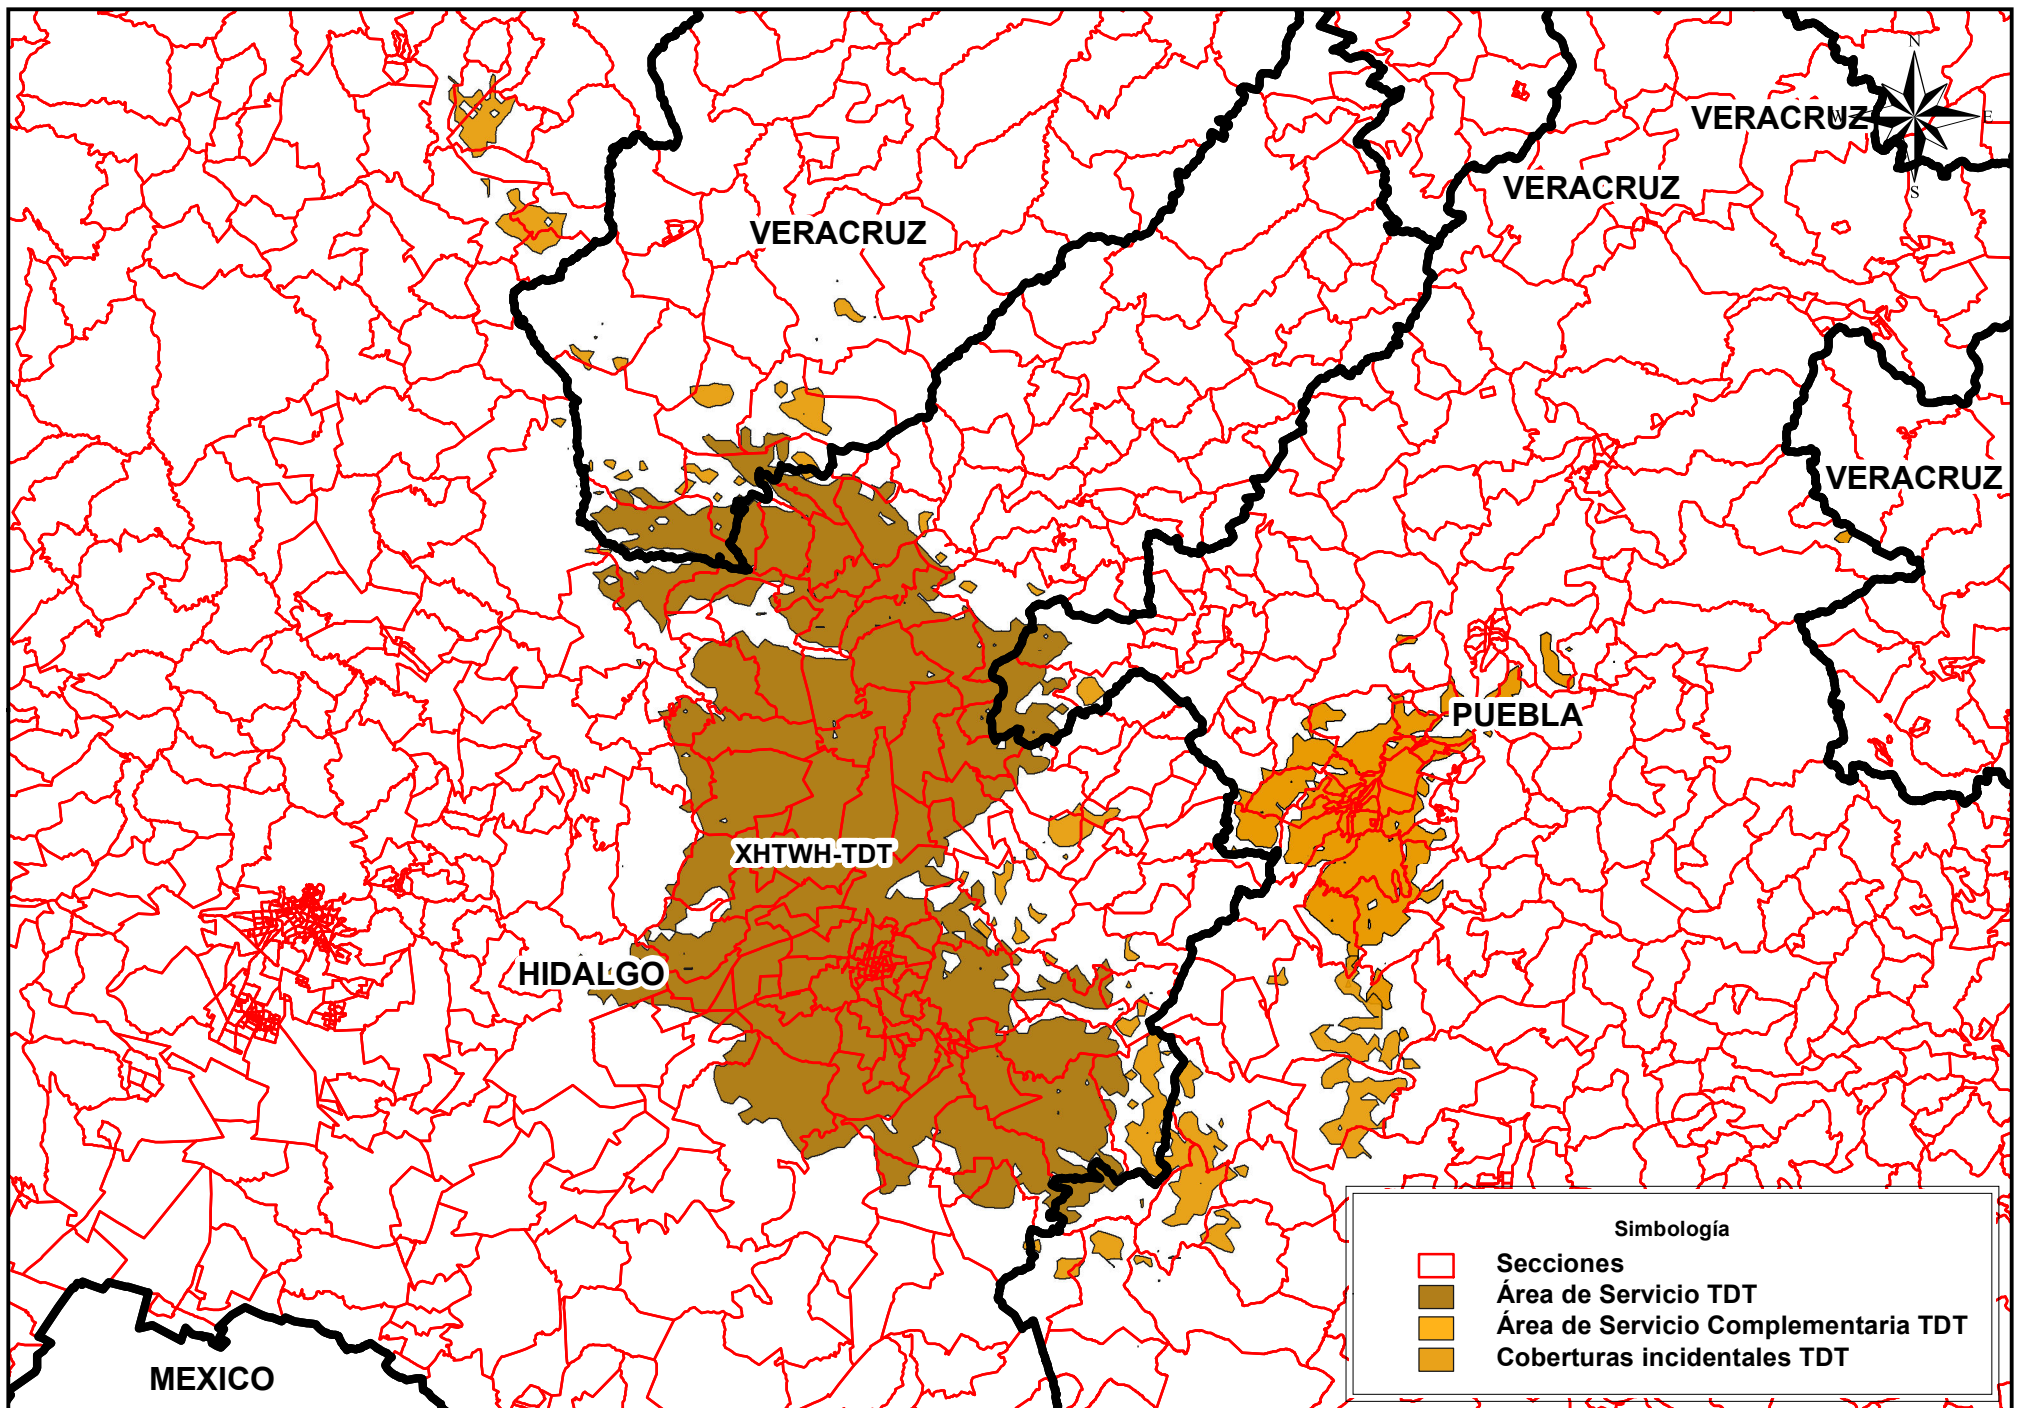 N
VERACRUZ
W
E
VERACRUZ
S
VERACRUZ
VERACRUZ
PUEBLA
XHTWH-TDT
HIDALGO
MEXICO
Simbología
Secciones
Área de Servicio TDT
Área de Servicio Complementaria TDT
Coberturas incidentales TDT